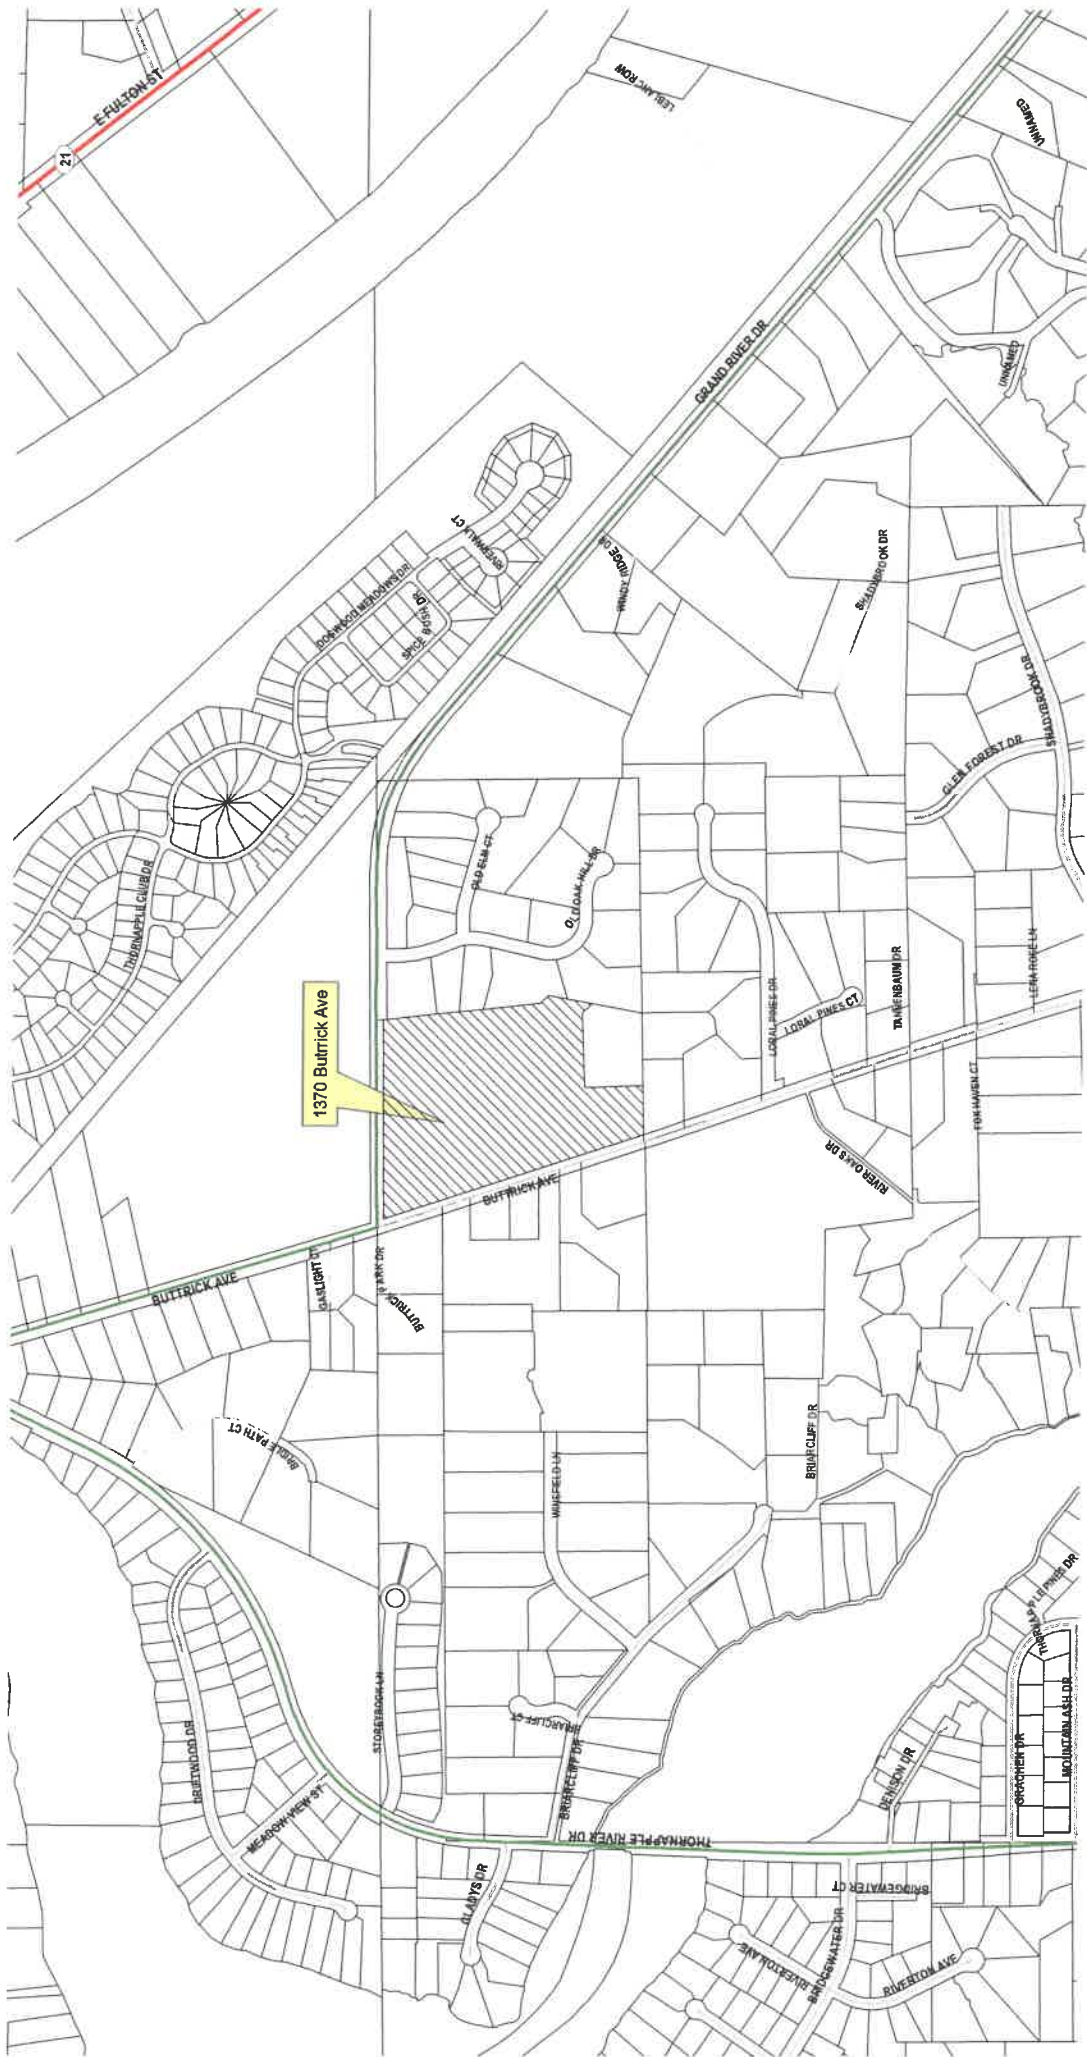 E FULTON ST
21
LEBLANC ROW
UNNAMED
GRAND RIVER DR
UNNAMED
RIVERWALK CT
DOGWOOD MEADOWS DR
SPICE BUSH DR
WINDY RIDGE DR
SHADYBROOK DR
SHADYBROOK DR
GLEN FOREST DR
THORNAPPLE CLUB DR
OLD ELM CT
OLD OAK HILL DR
LORAL PINES DR
LORAL PINES CT
TANNENBAUM DR
LENA ROSE LN
1370 Buttrick Ave
FOX HAVEN CT
RIVER OAKS DR
BUTTRICK AVE
BUTTRICK AVE
GASLIGHT CT
BUTTRICK PARK DR
BRIDLE PATH CT
WINSFIELD LN
BRIARCLIFF DR
STOREYBROOK LN
BRIARCLIFF CT
BRIARCLIFF DR
DRIFTWOOD DR
MEADOW VIEW ST
THORNAPPLE RIVER DR
GLADYS DR
DENISON DR
GRACHEN DR
MOUNTAIN ASH DR
THORNAPPLE PINES DR
BRIDGEWATER CT
BRIDGEWATER DR
RIVERTON AVE
RIVERTON AVE